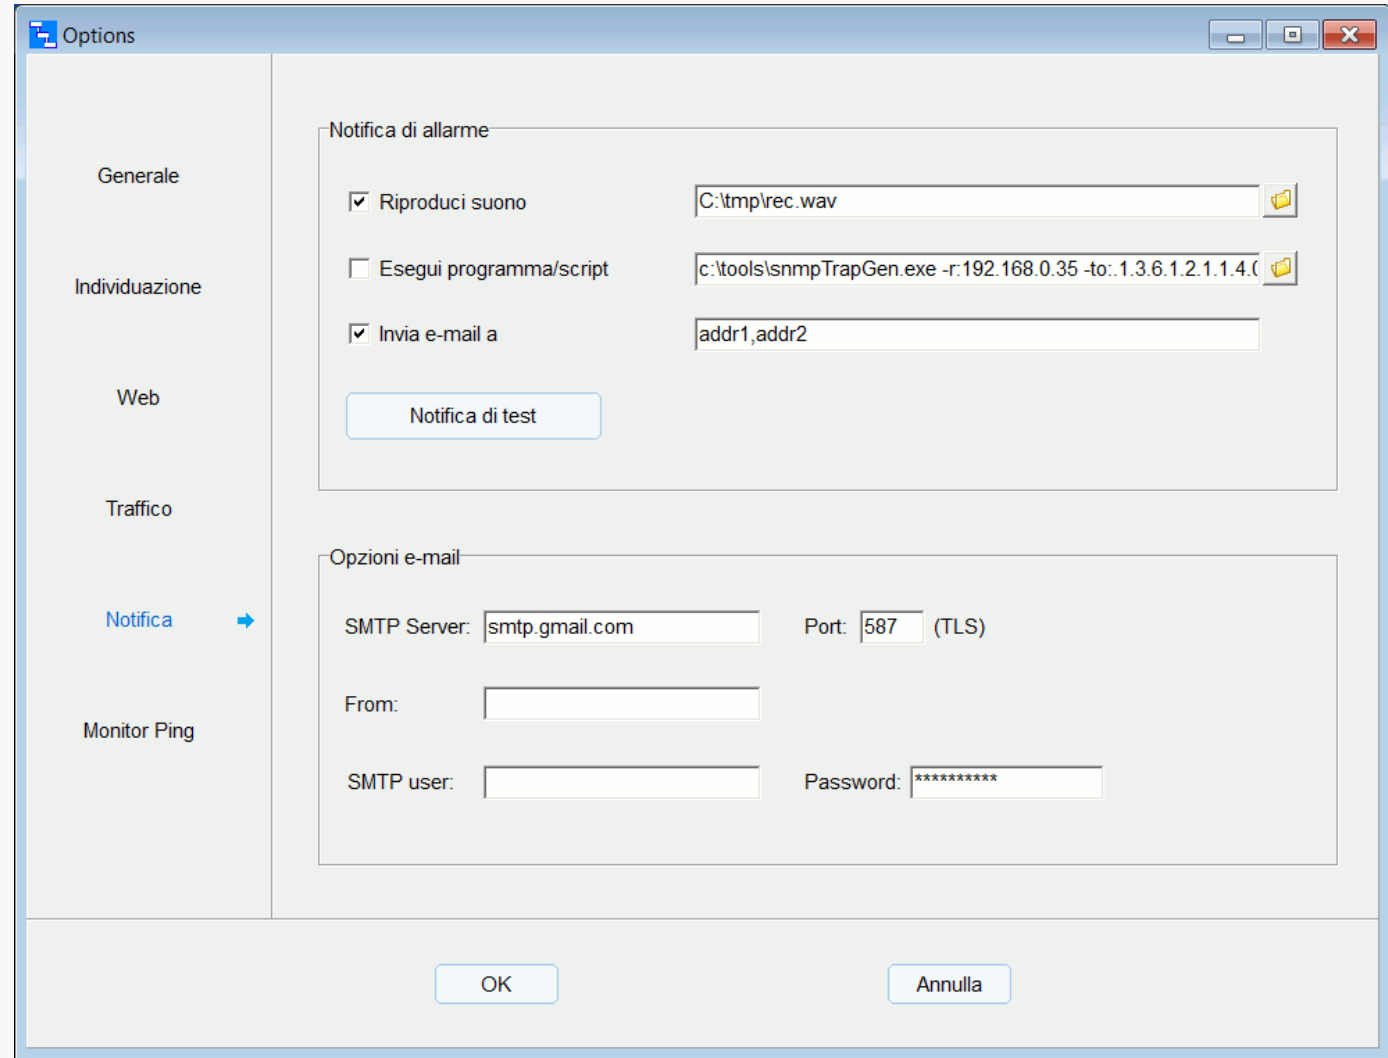 Options
Generale
Individuazione
Web
Traffico
Notifica
Monitor Ping
Notifica di allarme
Riproduci suono C:\tmp\rec.wav
Esegui programma/script c:\tools\snmpTrapGen.exe -r:192.168.0.35 -to:.1.3.6.1.2.1.1.4.0
Invia e-mail a addr1,addr2
Notifica di test
Opzioni e-mail
SMTP Server: smtp.gmail.com Port: 587 (TLS)
From:
SMTP user: Password: **********
OK Annulla